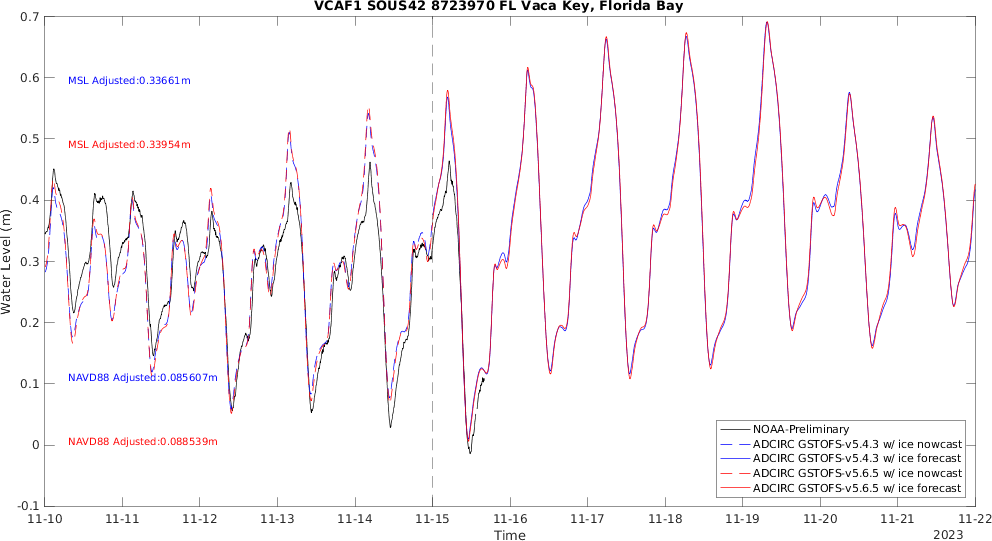 VCAF1 SOUS42 8723970 FL Vaca Key, Florida Bay
Water Level (m)
0.7
0.6
0.5
0.4
0.3
0.2
0.1
0
-0.1
MSL Adjusted:0.33661m
MSL Adjusted:0.33954m
NAVD88 Adjusted:0.085607m
NAVD88 Adjusted:0.088539m
NOAA-Preliminary
ADCIRC GSTOFS-v5.4.3 w/ ice nowcast
ADCIRC GSTOFS-v5.4.3 w/ ice forecast
ADCIRC GSTOFS-v5.6.5 w/ ice nowcast
ADCIRC GSTOFS-v5.6.5 w/ ice forecast
11-10 11-11 11-12 11-13 11-14 11-15 11-16 11-17 11-18 11-19 11-20 11-21 11-22
Time
2023